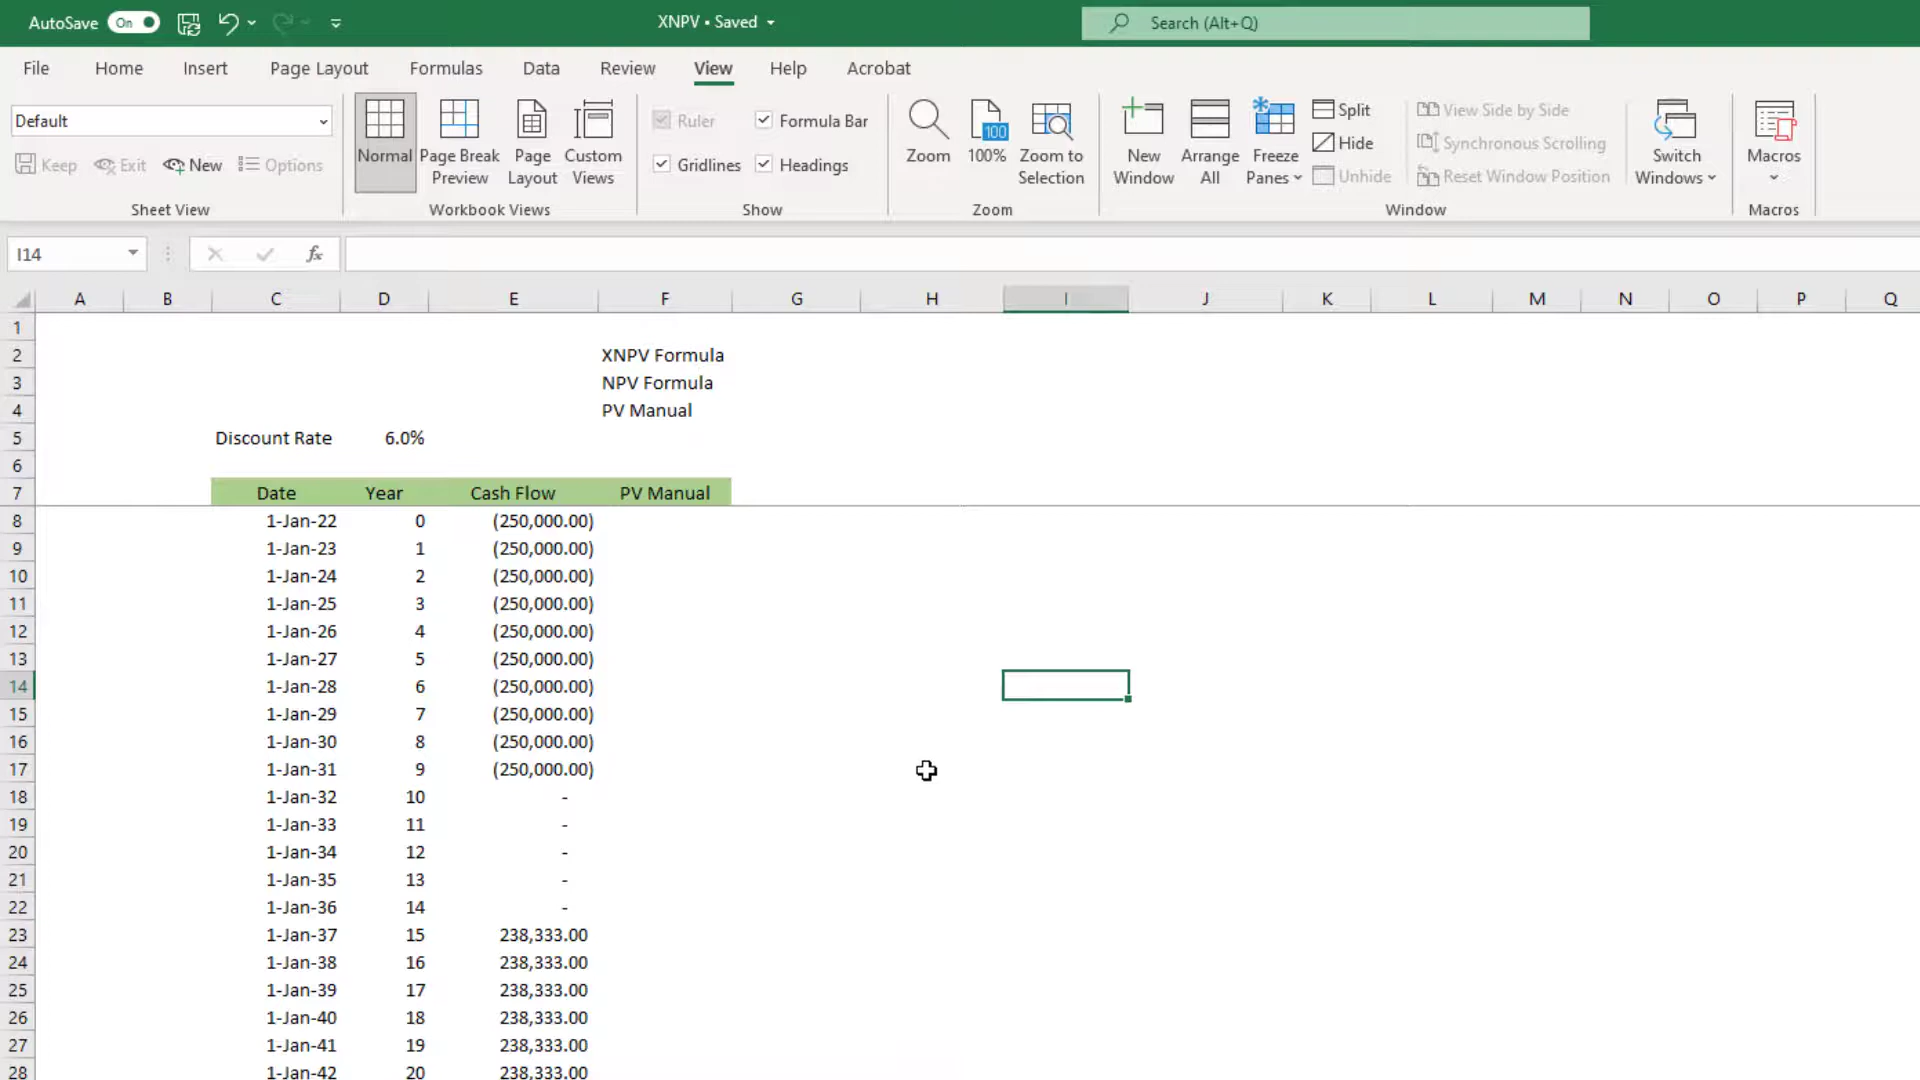 AutoSave On XNPV • Saved Search (Alt+Q)
File Home Insert Page Layout Formulas Data Review View Help Acrobat
Default
Keep Exit New Options
Sheet View
Normal Page Break Preview Page Layout Custom Views
Workbook Views
Ruler Formula Bar
Gridlines Headings
Show
Zoom 100 100% Zoom to Selection
Zoom
New Window Arrange All Freeze Panes
Split
Hide
Unhide
View Side by Side
Synchronous Scrolling
Reset Window Position
Switch Windows
Window
Macros
Macros
I14 fx
A B C D E F G H I J K L M N O P Q
1
2 XNPV Formula
3 NPV Formula
4 PV Manual
5 Discount Rate 6.0%
6
7 Date Year Cash Flow PV Manual
8 1-Jan-22 0 (250,000.00)
9 1-Jan-23 1 (250,000.00)
10 1-Jan-24 2 (250,000.00)
11 1-Jan-25 3 (250,000.00)
12 1-Jan-26 4 (250,000.00)
13 1-Jan-27 5 (250,000.00)
14 1-Jan-28 6 (250,000.00)
15 1-Jan-29 7 (250,000.00)
16 1-Jan-30 8 (250,000.00)
17 1-Jan-31 9 (250,000.00)
18 1-Jan-32 10 -
19 1-Jan-33 11 -
20 1-Jan-34 12 -
21 1-Jan-35 13 -
22 1-Jan-36 14 -
23 1-Jan-37 15 238,333.00
24 1-Jan-38 16 238,333.00
25 1-Jan-39 17 238,333.00
26 1-Jan-40 18 238,333.00
27 1-Jan-41 19 238,333.00
28 1-Jan-42 20 238,333.00